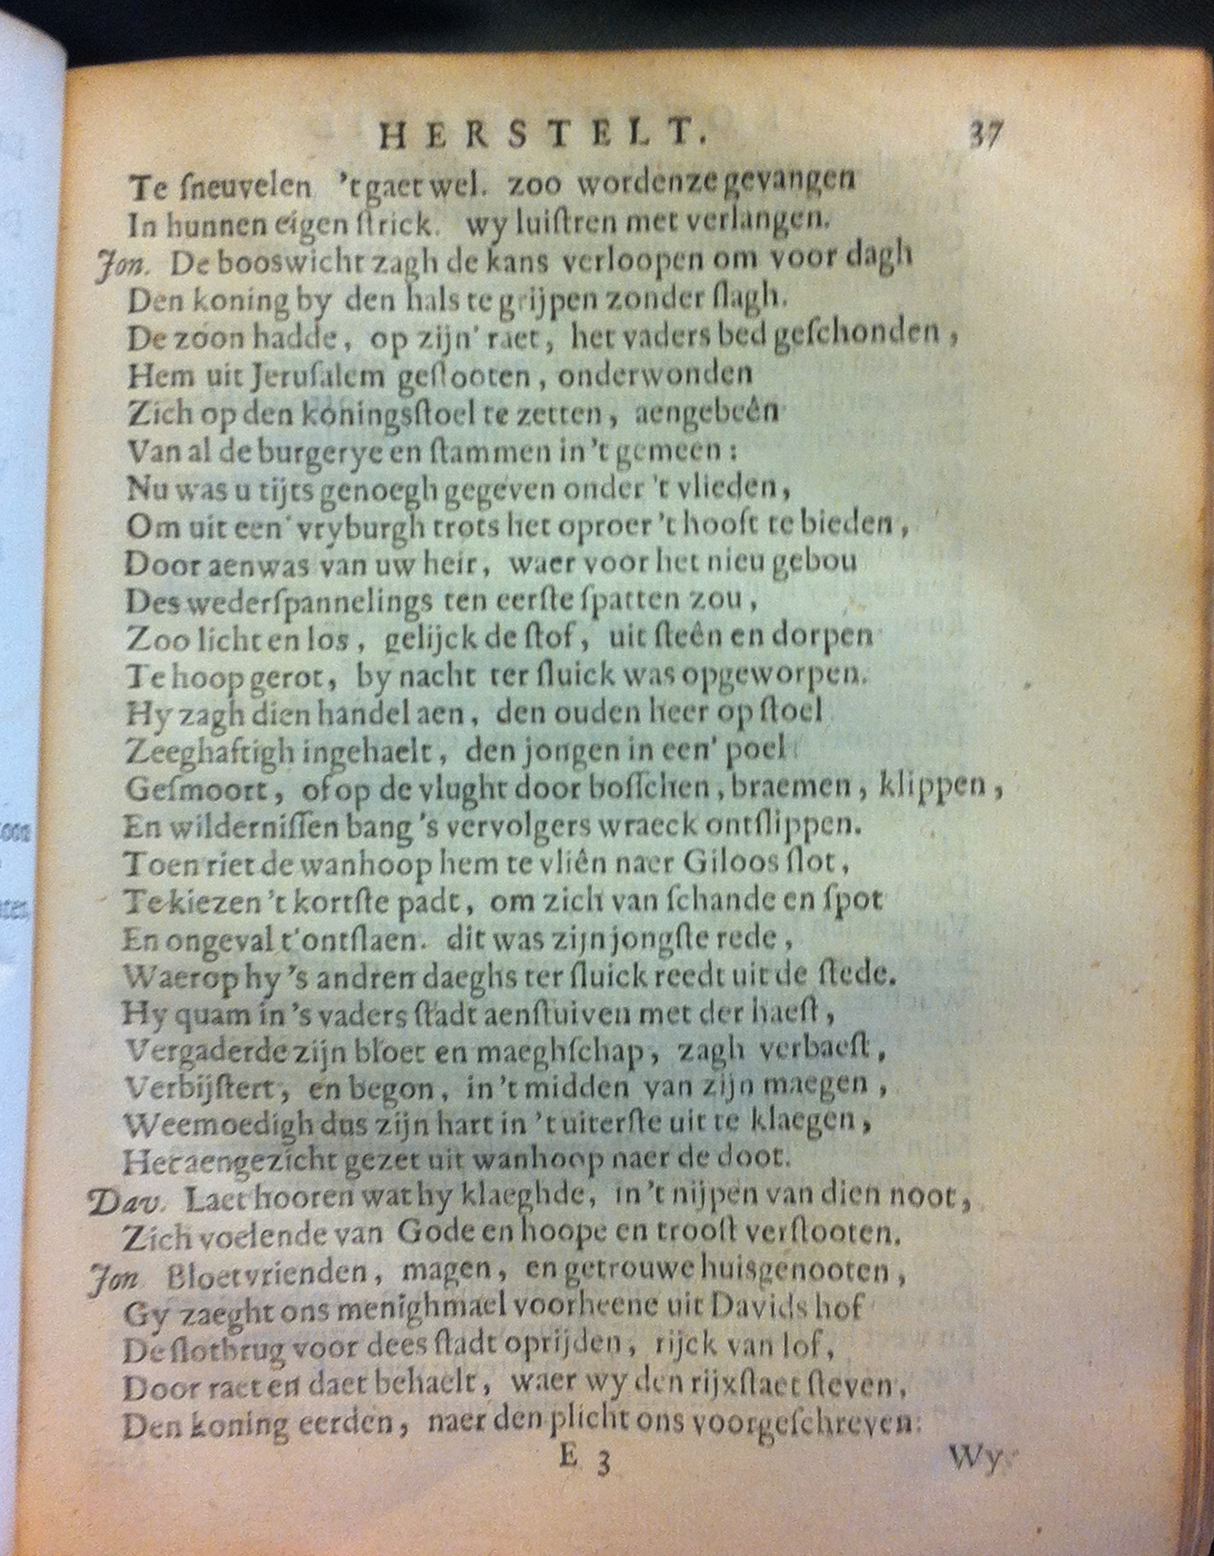 HERSTELT. 37
Te ſneuvelen 't gaet wel. zoo wordenze gevangen
In hunnen eigen ſtrick. wy luiſtren met verlangen.
Jon. De booswicht zagh de kans verloopen om voor dagh
Den koning by den hals te grijpen zonder ſlagh.
De zoon hadde, op zijn' raet, het vaders bed geſchonden,
Hem uit Jeruſalem geſlooten, onderwonden
Zich op den koningsſtoel te zetten, aengebeên
Van al de burgerye en ſtammen in 't gemeen:
Nu was u tijts genoegh gegeven onder 't vlieden,
Om uit een' vryburgh trots het oproer 't hooft te bieden,
Door aenwas van uw heir, waer voor het nieu gebou
Des wederſpannelings ten eerſte ſpatten zou,
Zoo licht en los, gelijck de ſtof, uit ſteên en dorpen
Te hoop gerot, by nacht ter ſluick was opgeworpen.
Hy zagh dien handel aen, den ouden heer op ſtoel
Zeeghaftigh ingehaelt, den jongen in een' poel
Geſmoort, of op de vlught door boſſchen, braemen, klippen,
En wilderniſſen bang 's vervolgers wraeck ontſlippen.
Toen riet de wanhoop hem te vliên naer Giloos ſlot,
Te kiezen 't kortſte padt, om zich van ſchande en ſpot
En ongeval t'ontſlaen. dit was zijn jongſte rede,
Waerop hy 's andren daeghs ter ſluick reedt uit de ſtede.
Hy quam in 's vaders ſtadt aenſtuiven met der haeſt,
Vergaderde zijn bloet en maeghſchap, zagh verbaeſt,
Verbijſtert, en begon, in 't midden van zijn maegen,
Weemoedigh dus zijn hart in 't uiterſte uit te klaegen,
Het aengezicht gezet uit wanhoop naer de doot.
Dav. Laet hooren wat hy klaeghde, in 't nijpen van dien noot,
Zich voelende van Gode en hoope en trooſt verſtooten.
Jon Bloetvrienden, magen, en getrouwe huisgenooten,
Gy zaeght ons menighmael voorheene uit Davids hof
De ſlotbrug voor dees ſtadt oprijden, rijck van lof,
Door raet en daet behaelt, waer wy den rijxſtaet ſteven,
Den koning eerden, naer den plicht ons voorgeſchreven:
E 3 Wy